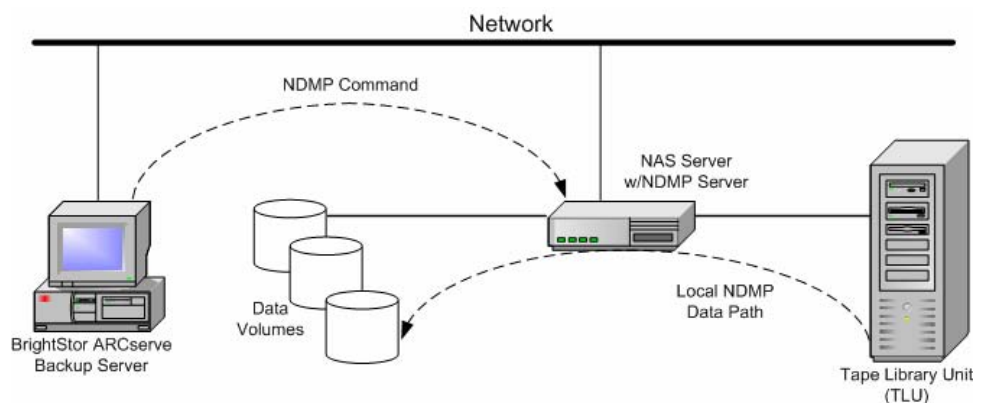 Network
NDMP Command
NAS Server
w/NDMP Server
Data
Volumes
Local NDMP
Data Path
BrightStor ARCserve
Backup Server
Tape Library Unit
(TLU)